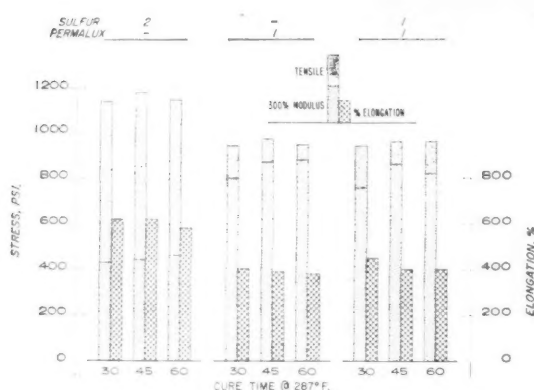 SULFUR 2 - 1
PERMALUX - 1 1
TENSILE
300% MODULUS
% ELONGATION
1200
1000
800
600
400
200
0
STRESS, PSI.
800
600
400
200
0
ELONGATION, %
30 45 60 30 45 60 30 45 60
CURE TIME @ 287°F.